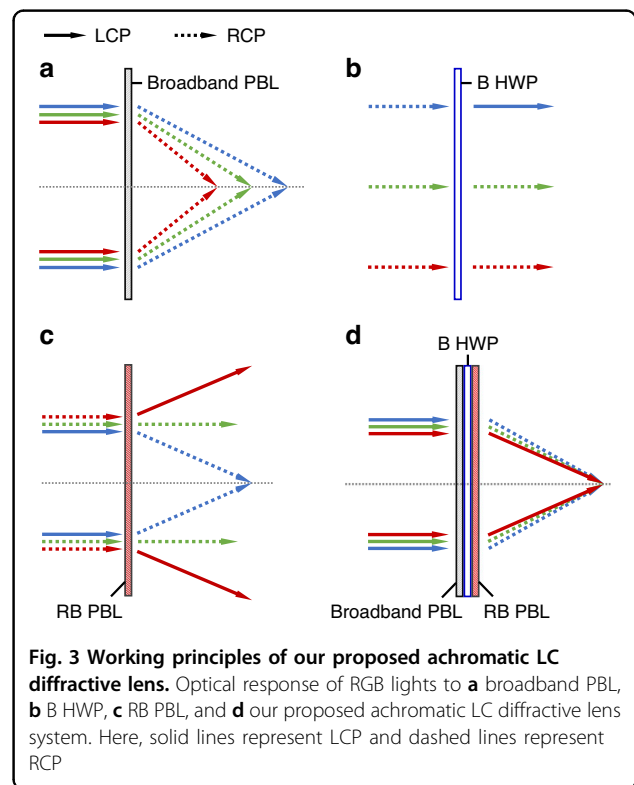 LCP RCP
a
Broadband PBL
b
B HWP
c
RB PBL
d
B HWP
Broadband PBL
RB PBL
Fig. 3 Working principles of our proposed achromatic LC
diffractive lens. Optical response of RGB lights to a broadband PBL,
b B HWP, c RB PBL, and d our proposed achromatic LC diffractive lens
system. Here, solid lines represent LCP and dashed lines represent
RCP